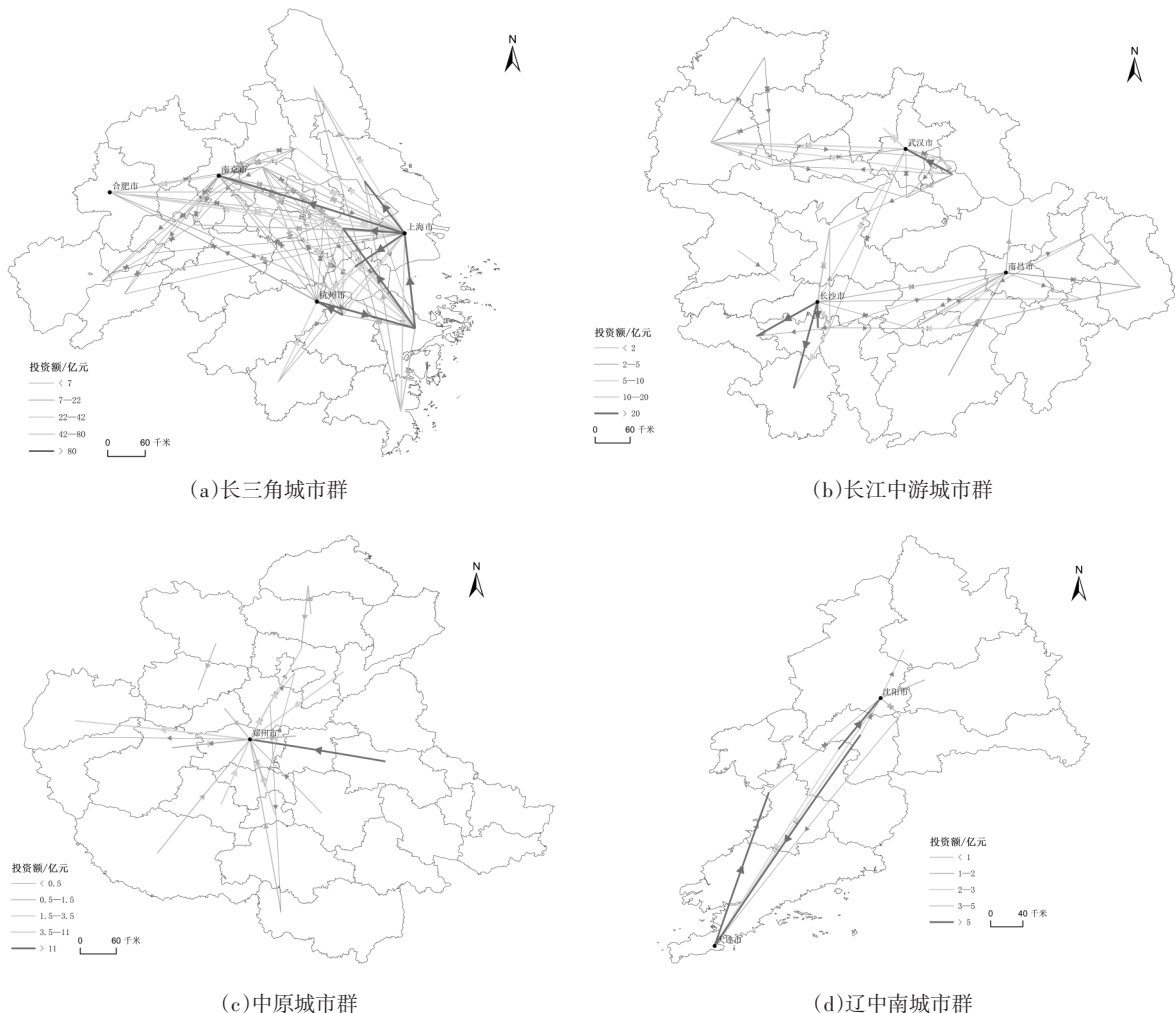 N
合肥市
南京市
上海市
杭州市
投资额/亿元
< 7
7—22
22—42
42—80
> 80
0 60 千米
(a)长三角城市群
N
武汉市
南昌市
长沙市
投资额/亿元
< 2
2—5
5—10
10—20
> 20
0 60 千米
(b)长江中游城市群
N
郑州市
投资额/亿元
< 0.5
0.5—1.5
1.5—3.5
3.5—11
> 11
0 60 千米
(c)中原城市群
N
沈阳市
大连市
投资额/亿元
< 1
1—2
2—3
3—5
> 5
0 40 千米
(d)辽中南城市群